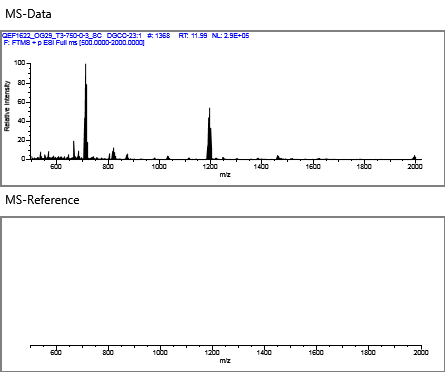 MS-Data
QEF1622_OG29_T3-750-0-3_BC DGCC-23:1 #: 1368 RT: 11.99 NL: 2.9E+05
F: FTMS + p ESI Full ms [500.0000-2000.0000]
Relative Intensity
100
80
60
40
20
0
600 800 1000 1200 1400 1600 1800 2000
m/z
MS-Reference
600 800 1000 1200 1400 1600 1800 2000
m/z